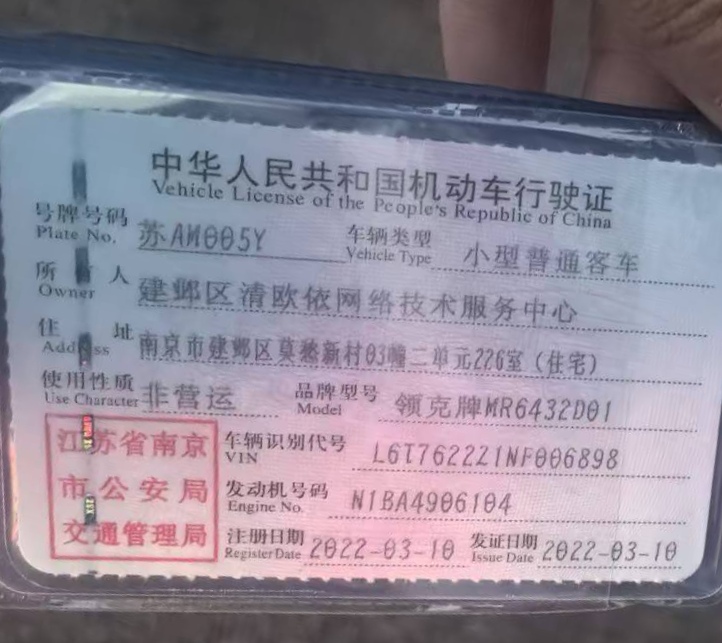 中华人民共和国机动车行驶证
Vehicle License of the People's Republic of China
号牌号码 苏AW005Y 车辆类型 小型普通客车
Plate No. Vehicle Type
所 人 建邺区清欧依网络技术服务中心
Owner
住 址 南京市建邺区莫愁新村03幢二单元226室(住宅)
Address
使用性质 非营运 品牌型号 领克牌MR6432D01
Use Character Model
江苏省南京
市公安局
交通管理局
车辆识别代号 L6T7622Z1NF006898
VIN
发动机号码 N1BA4906104
Engine No.
注册日期 2022-03-10 发证日期 2022-03-10
Register Date Issue Date